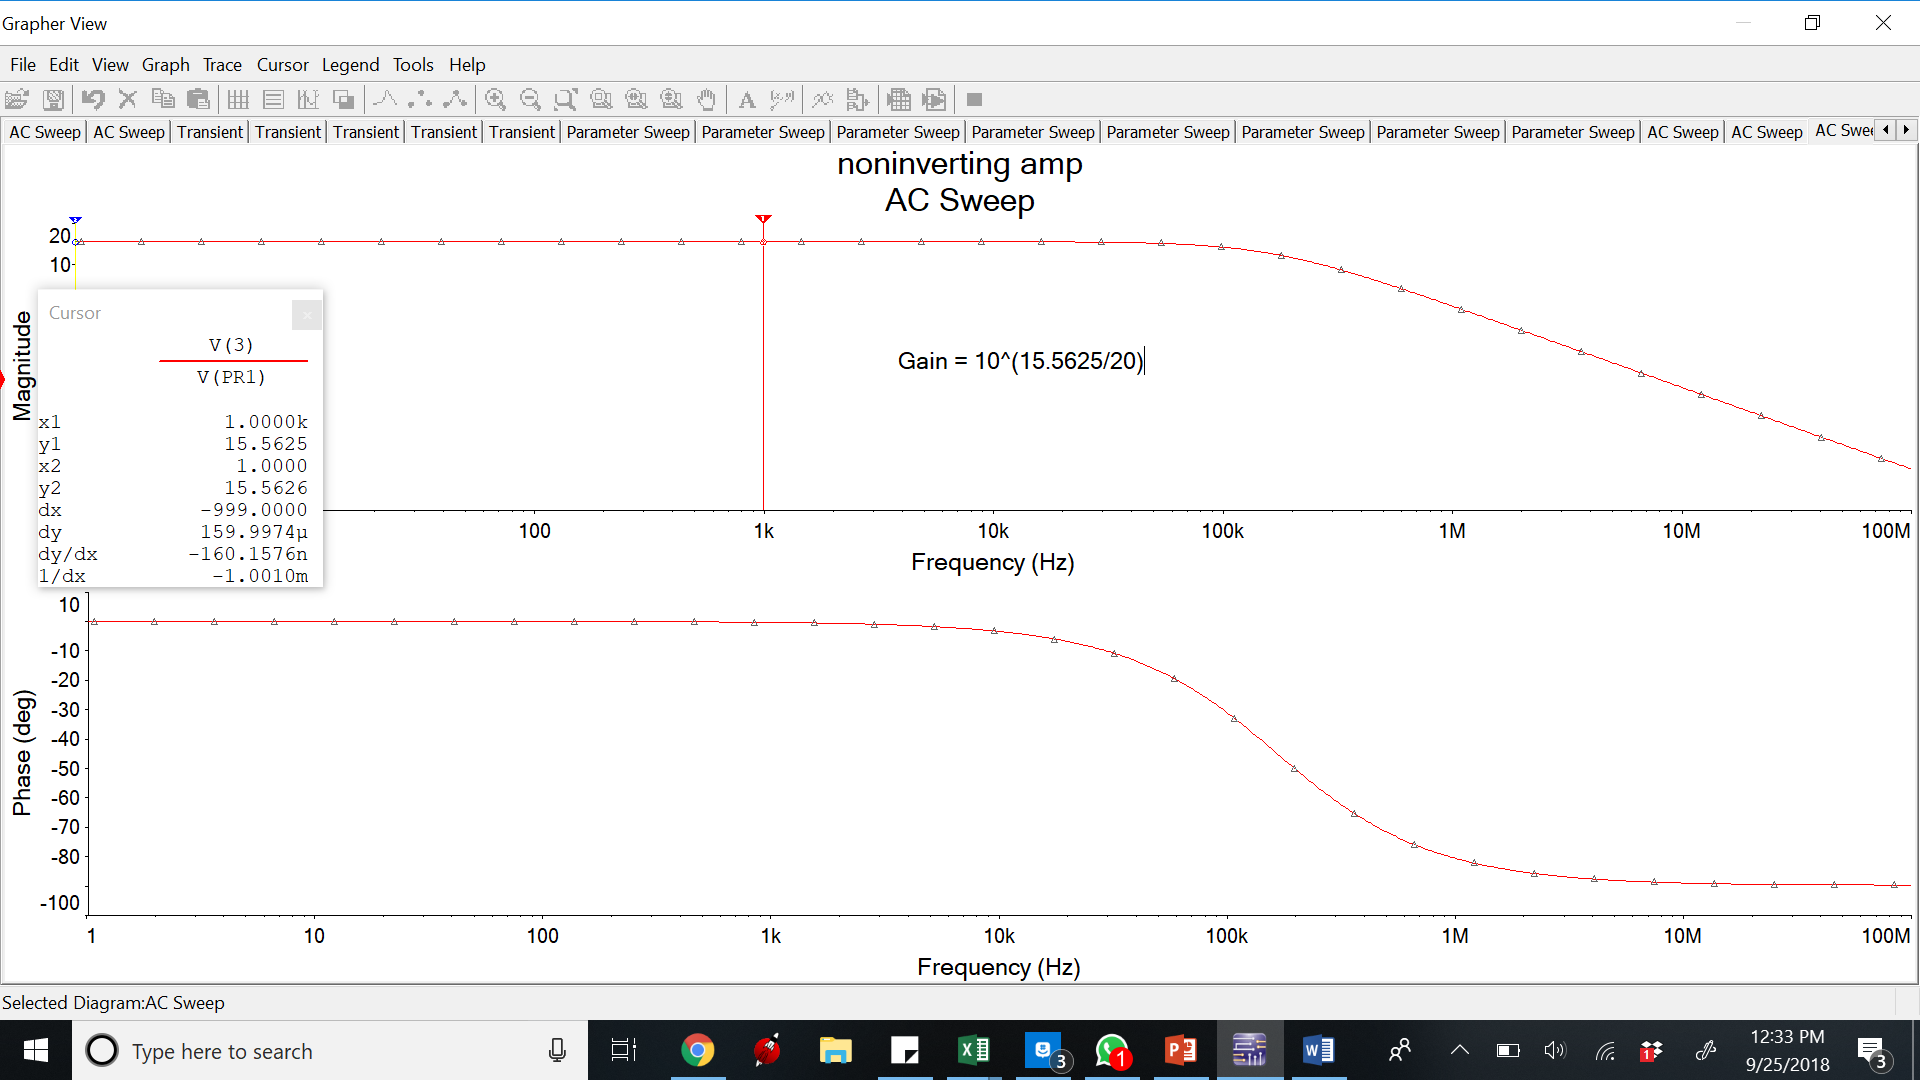 Grapher View
File Edit View Graph Trace Cursor Legend Tools Help
AC Sweep AC Sweep Transient Transient Transient Transient Transient Parameter Sweep Parameter Sweep Parameter Sweep Parameter Sweep Parameter Sweep Parameter Sweep Parameter Sweep Parameter Sweep AC Sweep AC Sweep AC Swee
noninverting amp
AC Sweep
20
10
Magnitude
Cursor
V(3)
V(PR1)
x1 1.0000k
y1 15.5625
x2 1.0000
y2 15.5626
dx -999.0000
dy 159.9974µ
dy/dx -160.1576n
1/dx -1.0010m
Gain = 10^(15.5625/20)
100 1k 10k 100k 1M 10M 100M
Frequency (Hz)
10
-10
-20
-30
-40
-50
-60
-70
-80
-100
Phase (deg)
1 10 100 1k 10k 100k 1M 10M 100M
Frequency (Hz)
Selected Diagram:AC Sweep
Type here to search
3
1
1
12:33 PM
9/25/2018
3